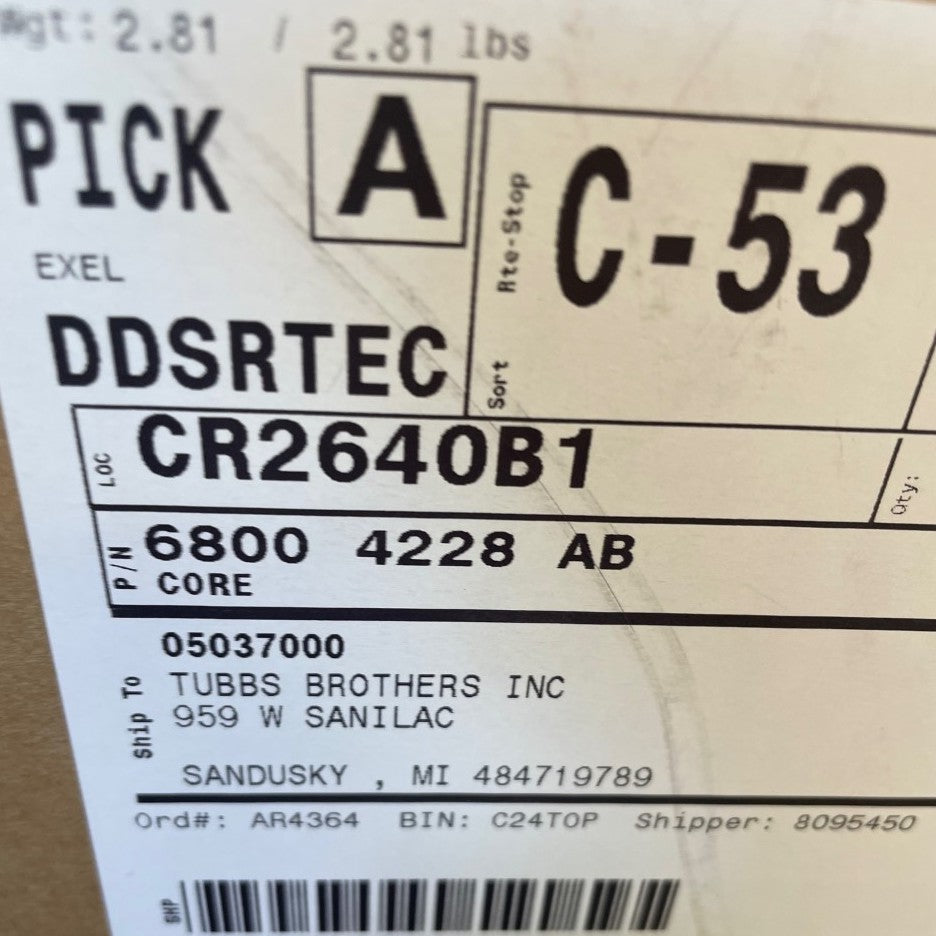 Wgt: 2.81 / 2.81 lbs
PICK A
Rte-Stop C-53
EXEL
DDSRTEC
Sort
LOC CR2640B1
Qty:
P/N 6800 4228 AB
CORE
05037000
Ship To TUBBS BROTHERS INC
959 W SANILAC
SANDUSKY , MI 484719789
Ord#: AR4364 BIN: C24TOP Shipper: 8095450
SHP